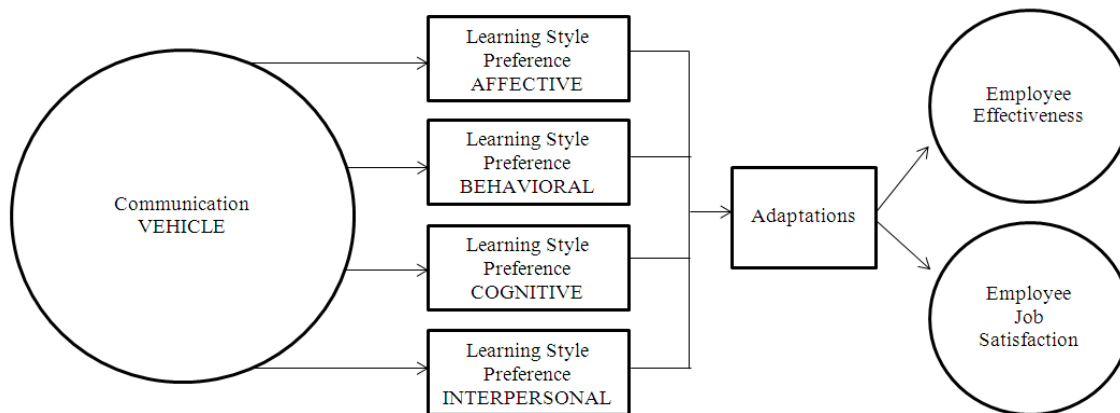 Communication
VEHICLE
Learning Style
Preference
AFFECTIVE
Learning Style
Preference
BEHAVIORAL
Learning Style
Preference
COGNITIVE
Learning Style
Preference
INTERPERSONAL
Adaptations
Employee
Effectiveness
Employee
Job
Satisfaction